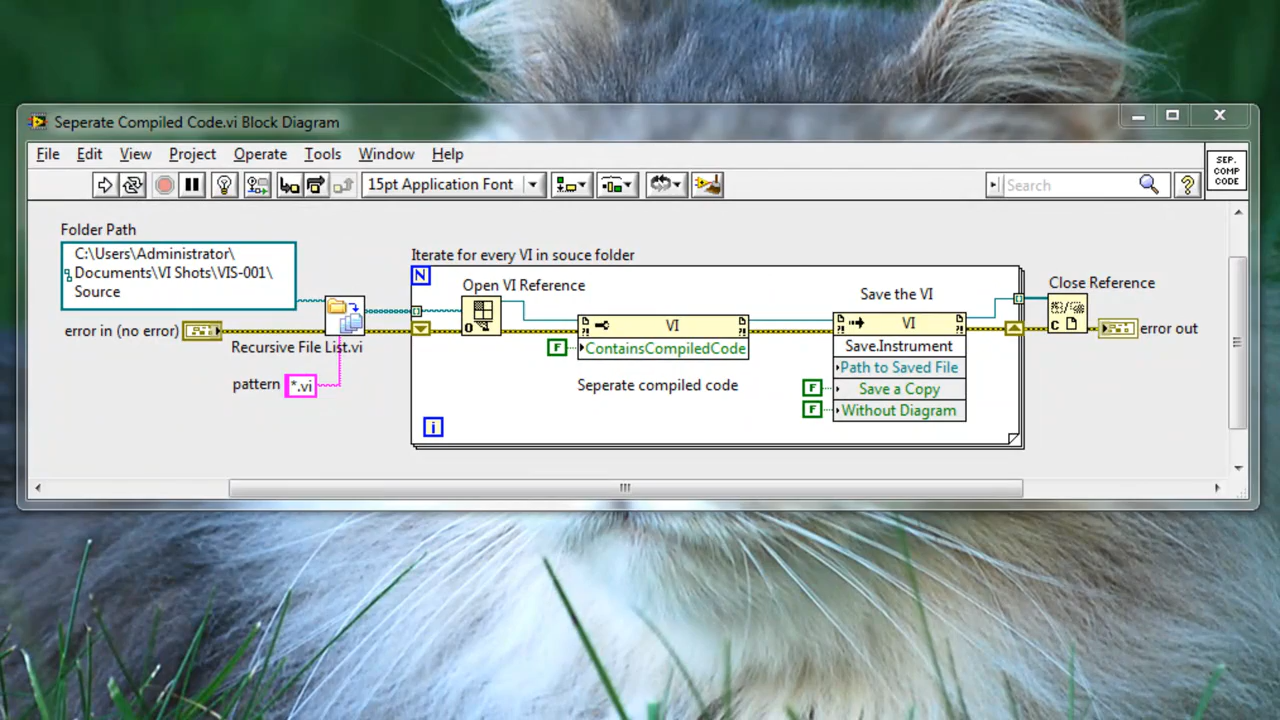 Seperate Compiled Code.vi Block Diagram
File Edit View Project Operate Tools Window Help
SEP.
COMP
CODE
15pt Application Font
Search
?
Folder Path
C:\Users\Administrator\
Documents\VI Shots\VIS-001\
Source
error in (no error)
Recursive File List.vi
pattern
*.vi
Iterate for every VI in souce folder
N
Open VI Reference
O
VI
F
ContainsCompiledCode
Seperate compiled code
Save the VI
VI
Save.Instrument
Path to Saved File
F
Save a Copy
F
Without Diagram
i
Close Reference
C
error out